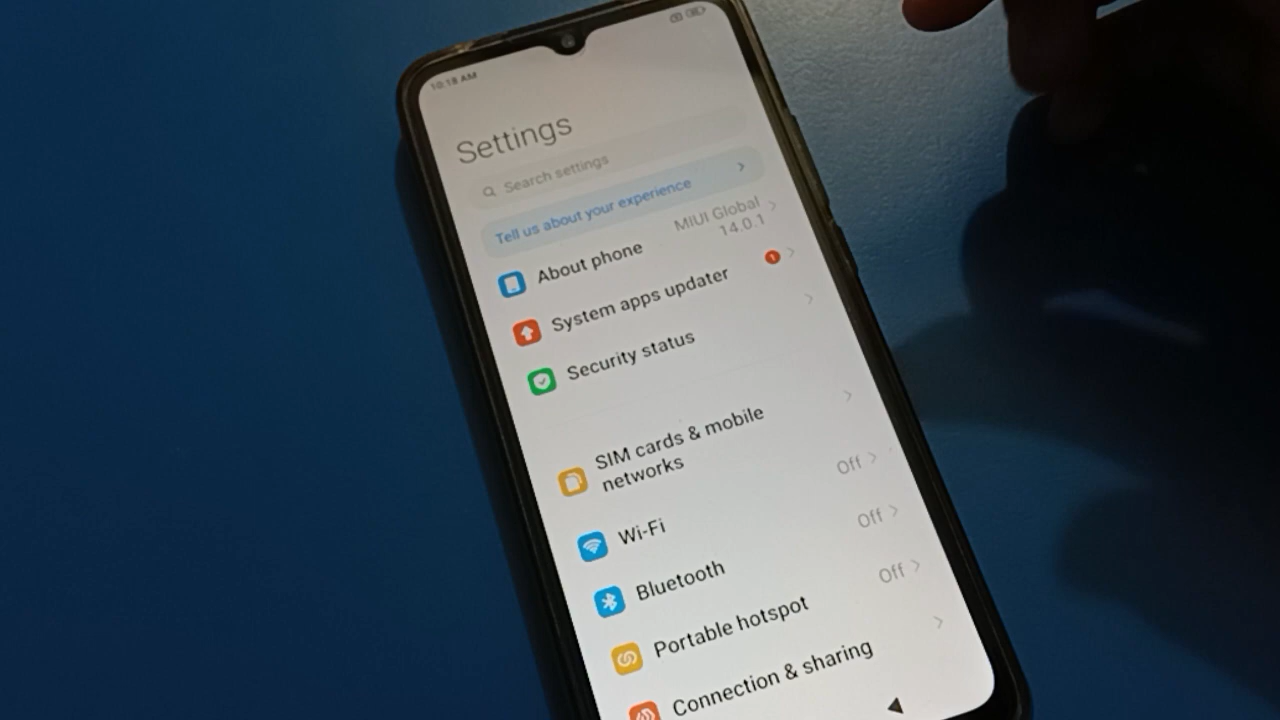 10:18 AM
Settings
Search settings
Tell us about your experience
About phone
MIUI Global
14.0.1
System apps updater
1
Security status
SIM cards & mobile
networks
Wi-Fi
Off
Bluetooth
Off
Portable hotspot
Off
Connection & sharing